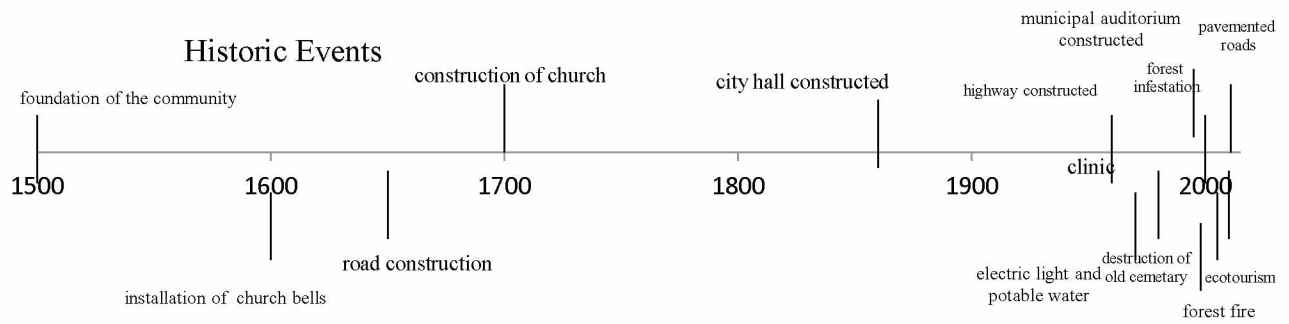 Historic Events
foundation of the community
construction of church
city hall constructed
highway constructed
municipal auditorium
constructed
forest
infestation
pavemented
roads
clinic
1500
1600
1700
1800
1900
2000
installation of church bells
road construction
electric light and
potable water
destruction of
old cemetary
ecotourism
forest fire